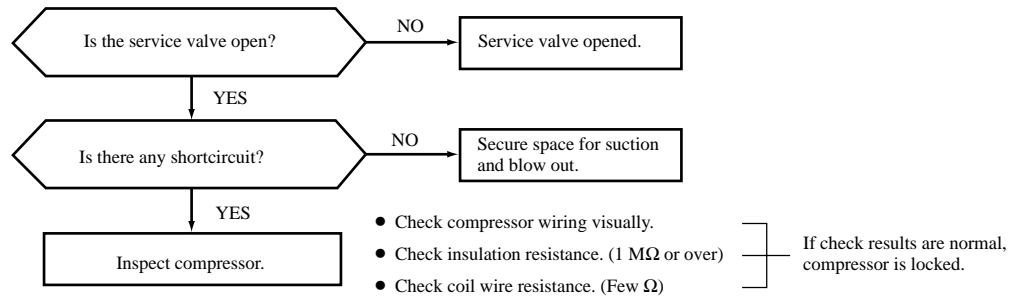 Is the service valve open?
NO
Service valve opened.
YES
Is there any shortcircuit?
NO
Secure space for suction
and blow out.
YES
Inspect compressor.
● Check compressor wiring visually.
● Check insulation resistance. (1 MΩ or over)
● Check coil wire resistance. (Few Ω)
If check results are normal,
compressor is locked.